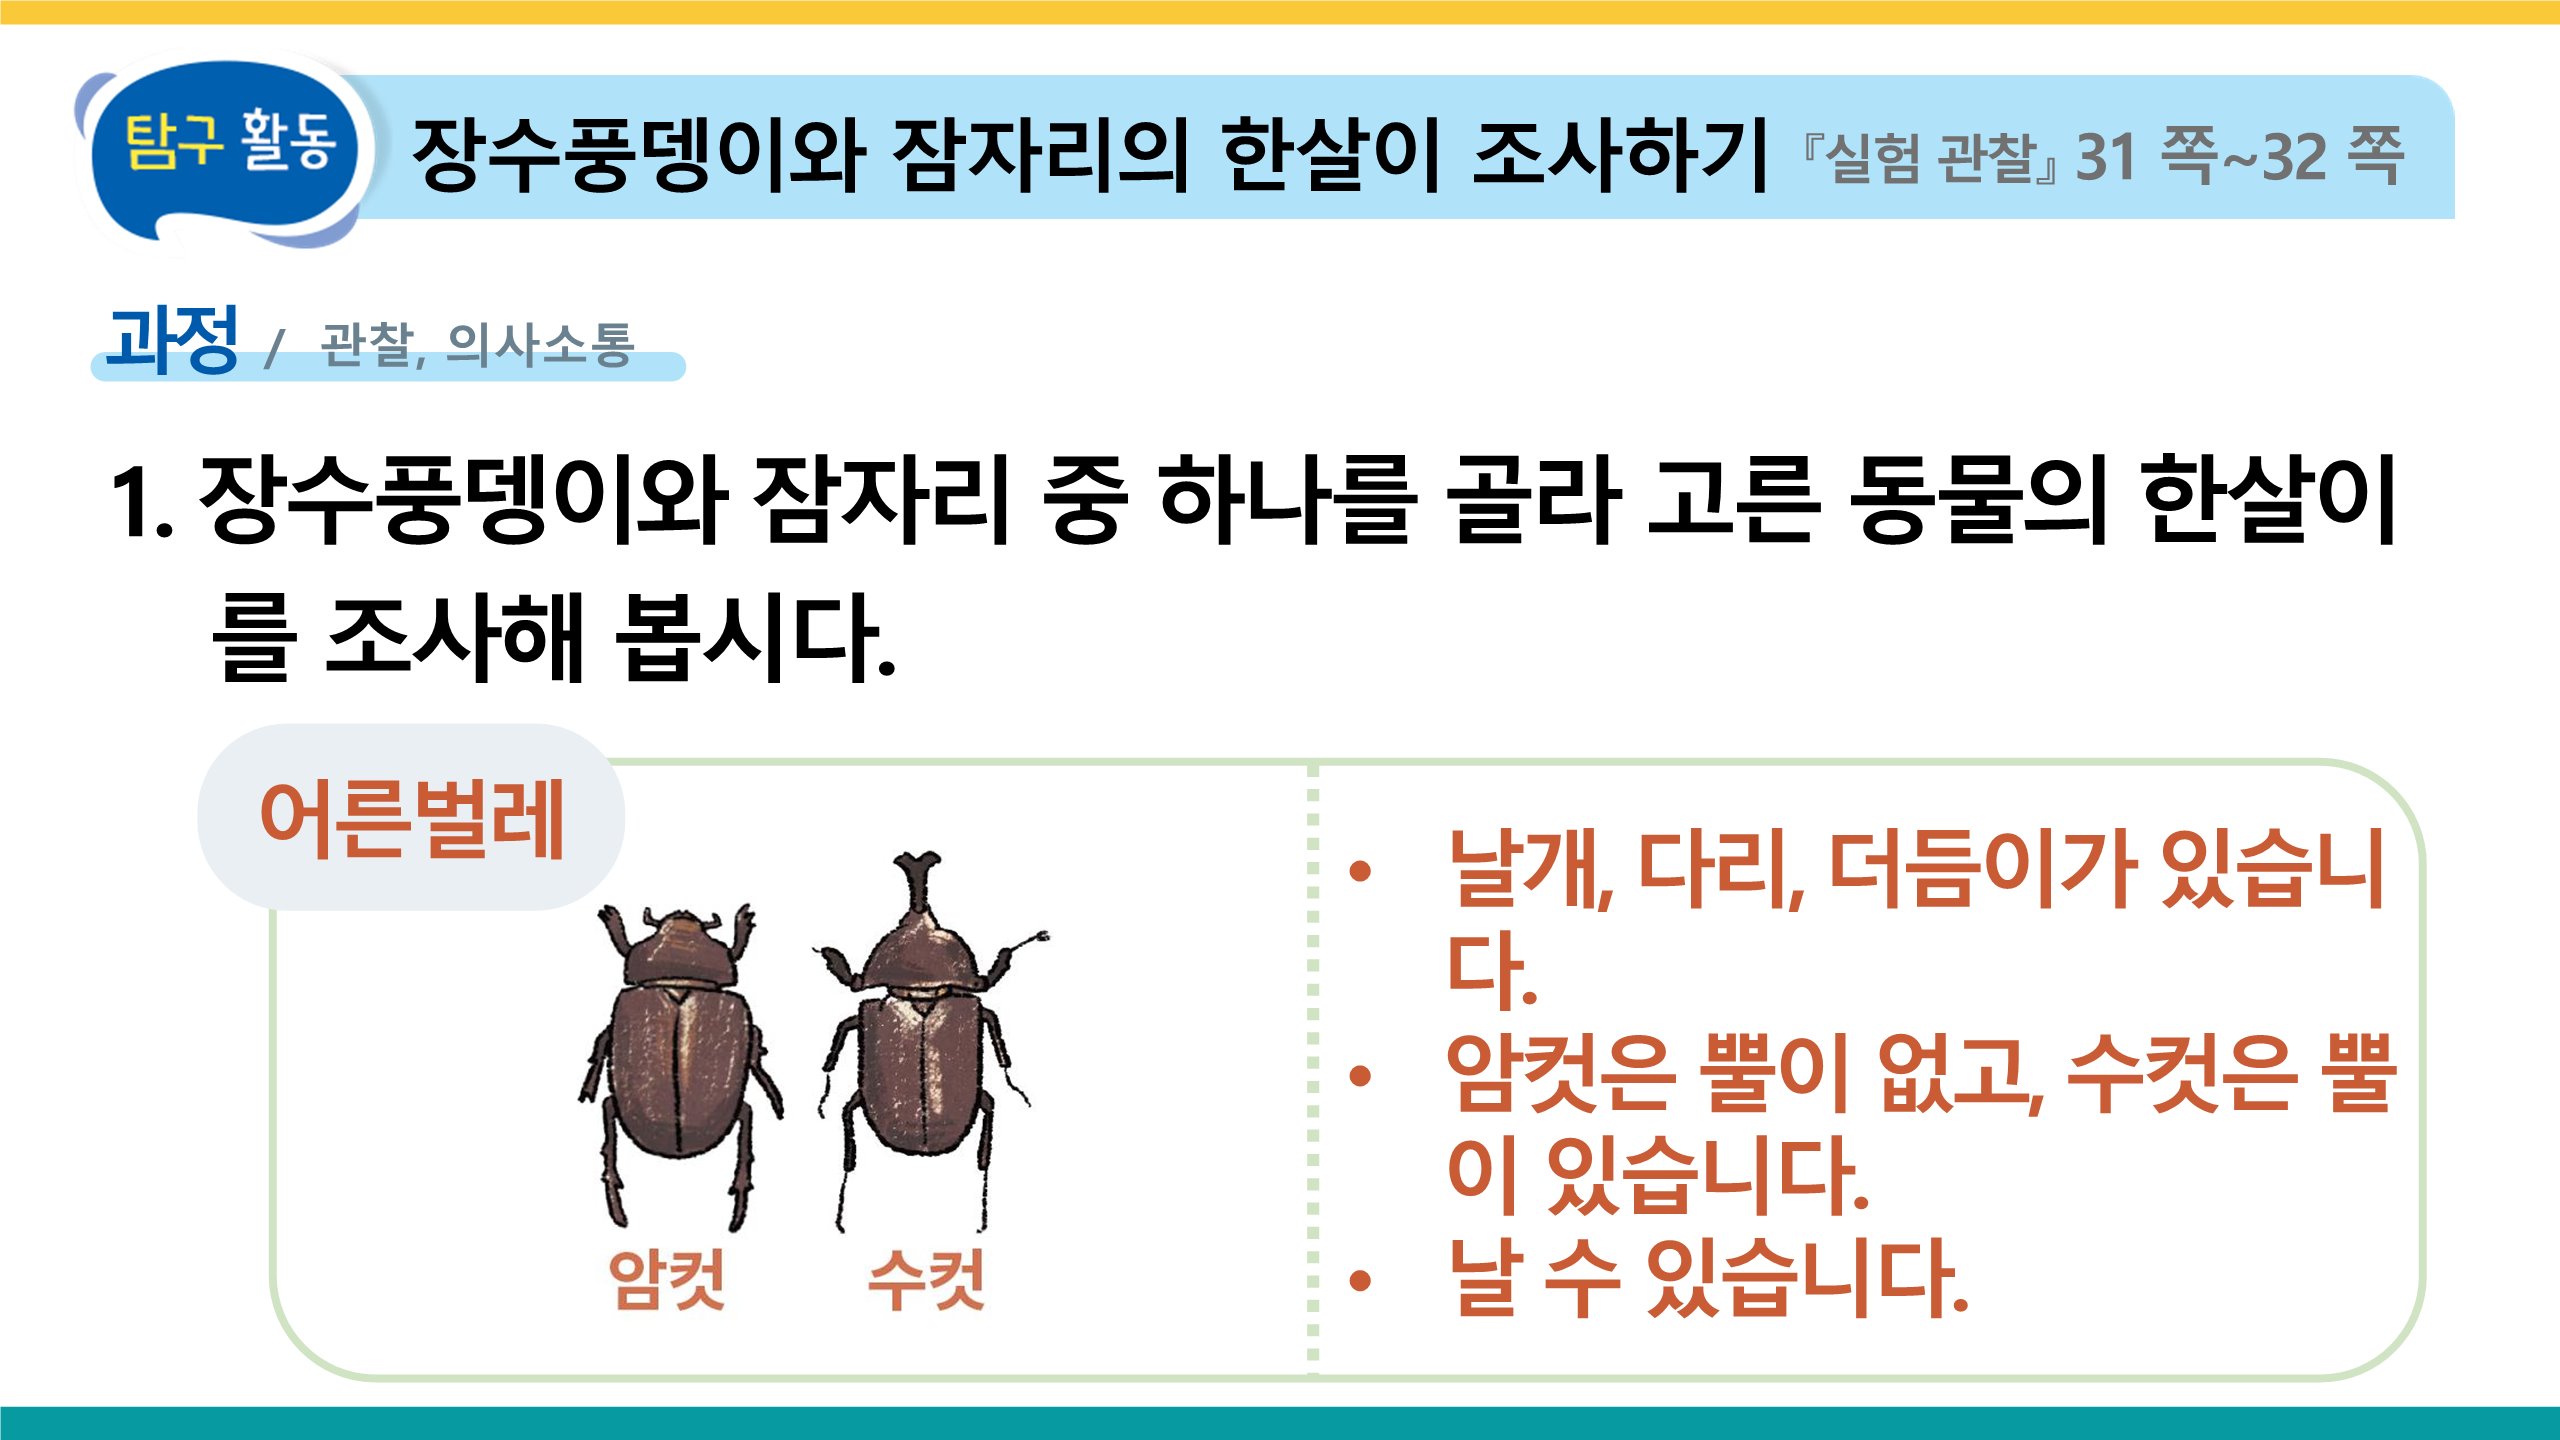 탐구 활동
장수풍뎅이와 잠자리의 한살이 조사하기 『실험 관찰』 31 쪽~32 쪽
과정 / 관찰, 의사소통
1. 장수풍뎅이와 잠자리 중 하나를 골라 고른 동물의 한살이
를 조사해 봅시다.
어른벌레
암컷 수컷
• 날개, 다리, 더듬이가 있습니
다.
• 암컷은 뿔이 없고, 수컷은 뿔
이 있습니다.
• 날 수 있습니다.